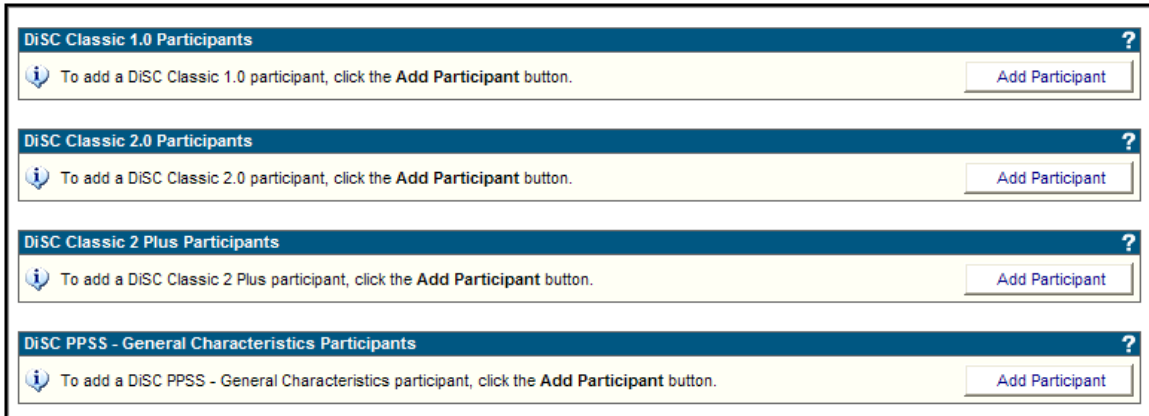 DiSC Classic 1.0 Participants ?
To add a DiSC Classic 1.0 participant, click the Add Participant button. Add Participant
DiSC Classic 2.0 Participants ?
To add a DiSC Classic 2.0 participant, click the Add Participant button. Add Participant
DiSC Classic 2 Plus Participants ?
To add a DiSC Classic 2 Plus participant, click the Add Participant button. Add Participant
DiSC PPSS - General Characteristics Participants ?
To add a DiSC PPSS - General Characteristics participant, click the Add Participant button. Add Participant